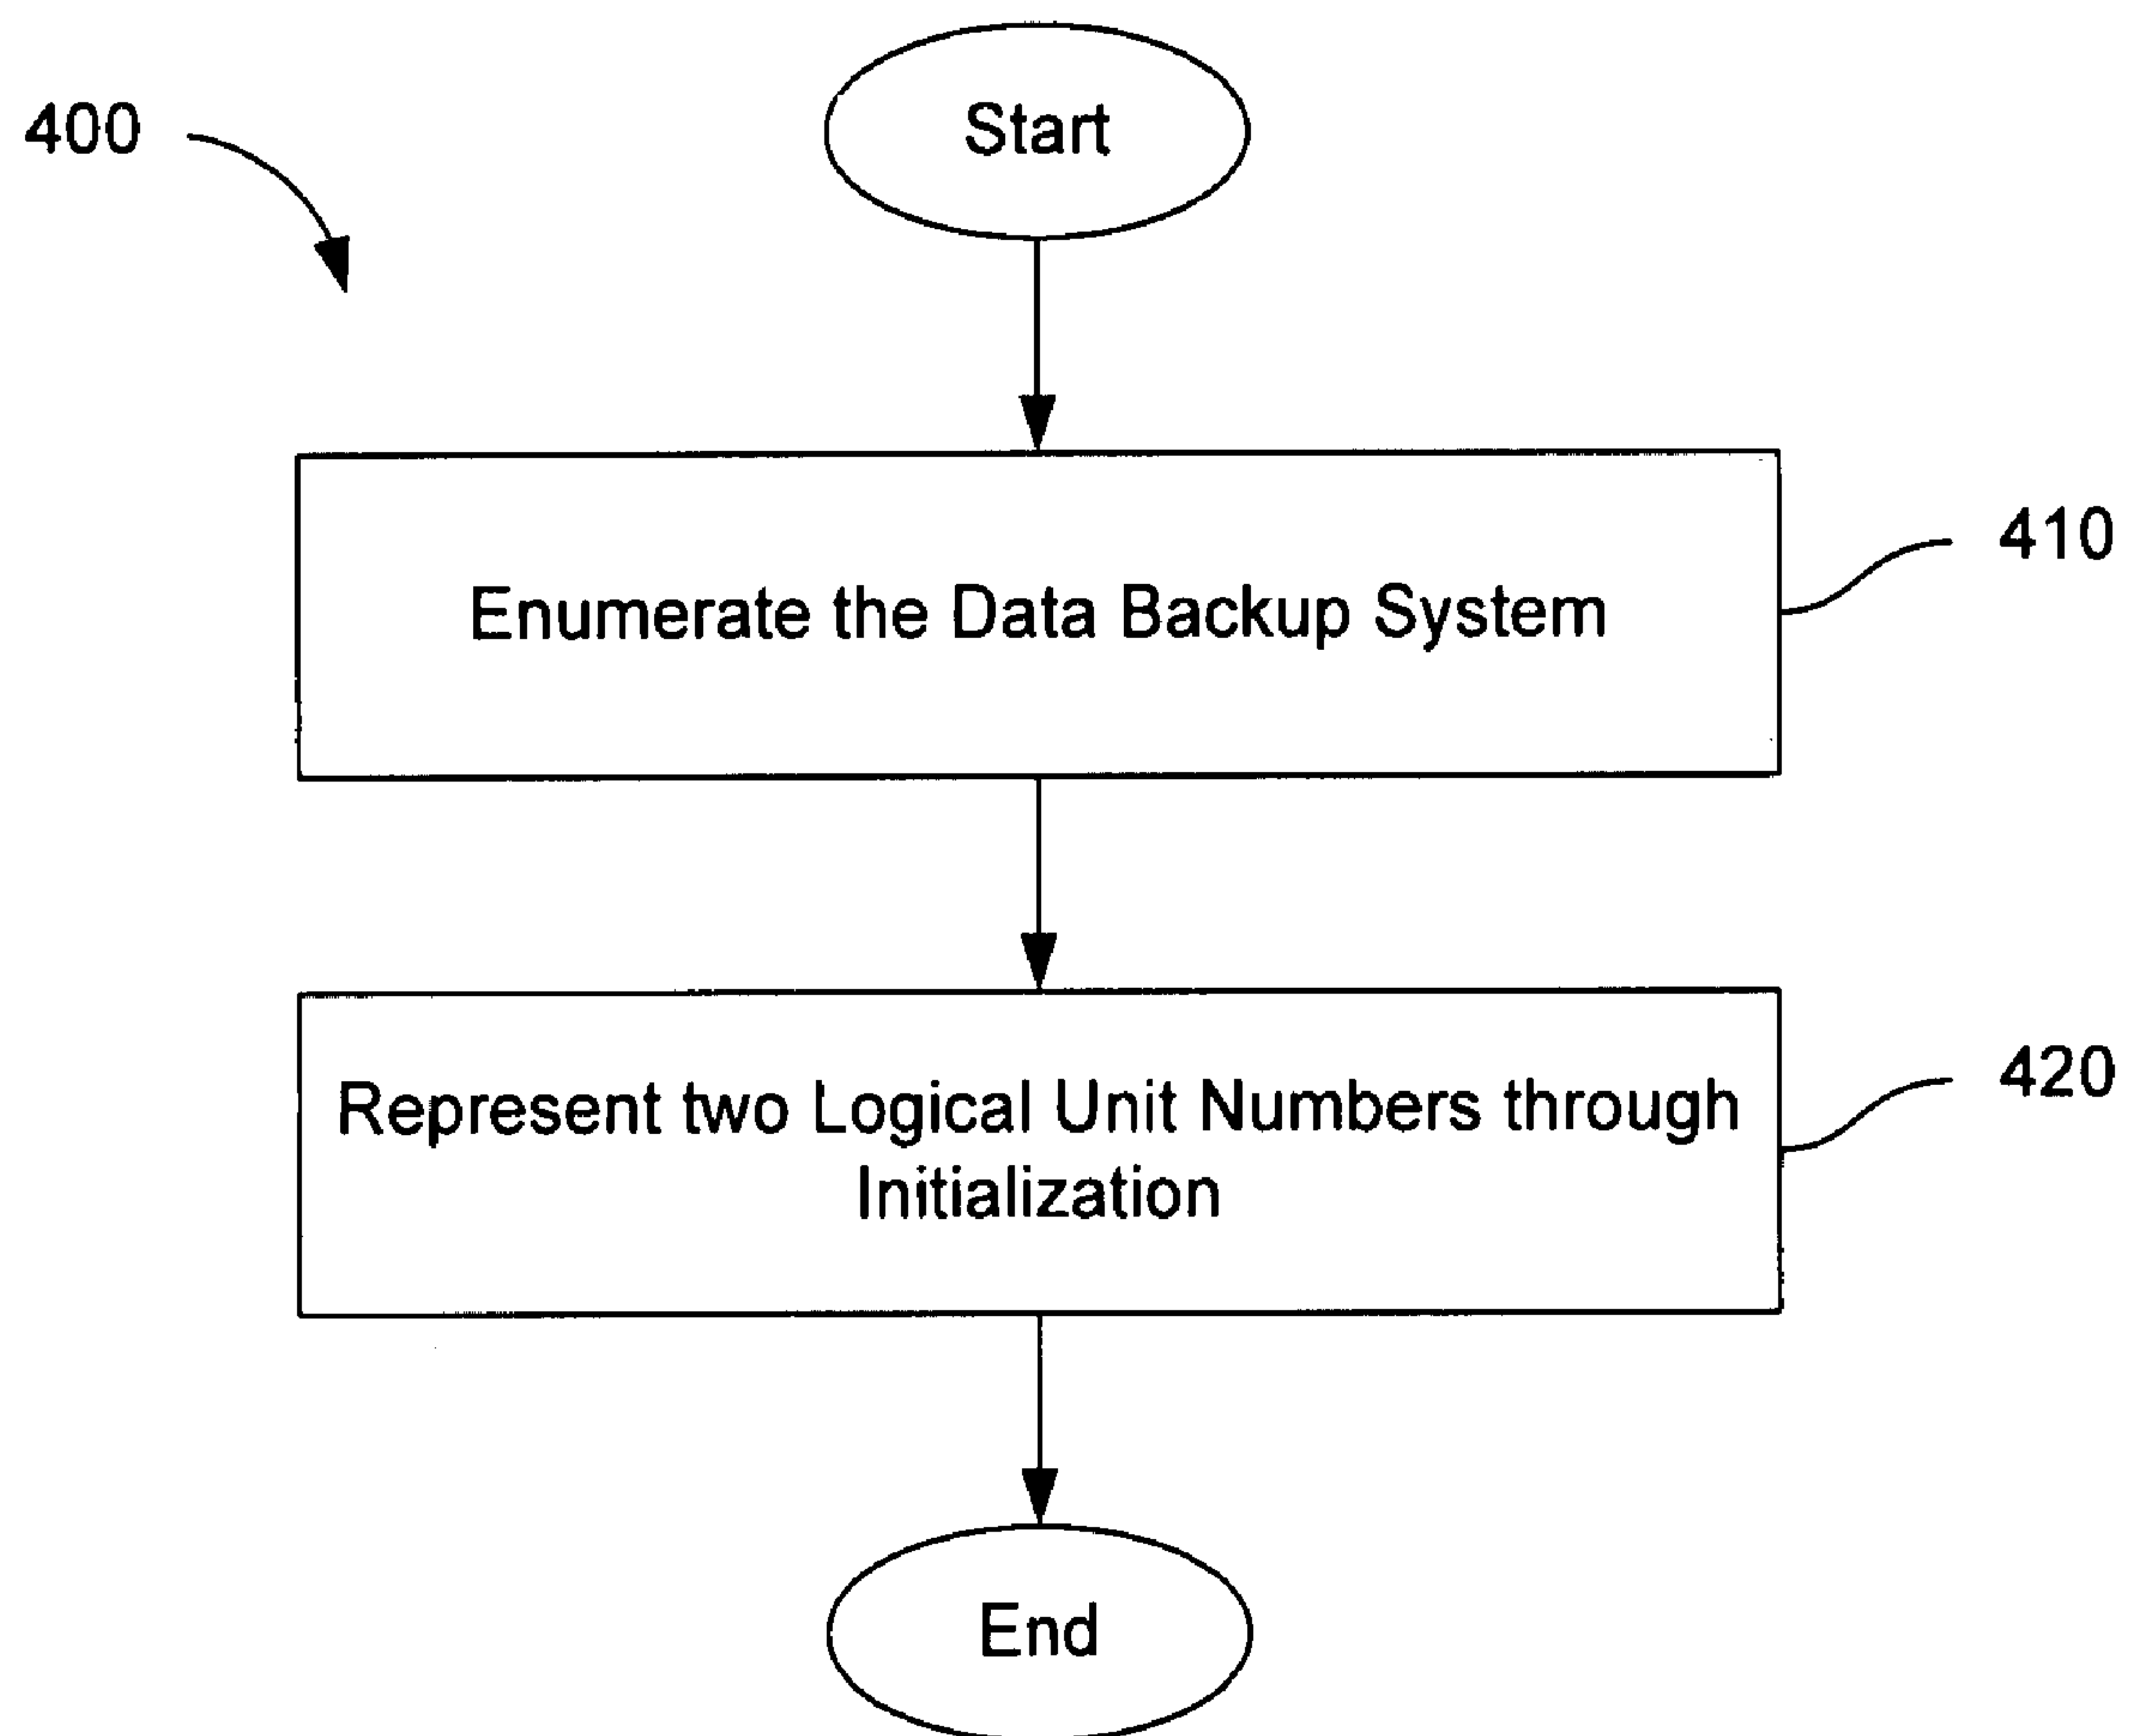 Start
400
410
Enumerate the Data Backup System
420
Represent two Logical Unit Numbers through
Initialization
End